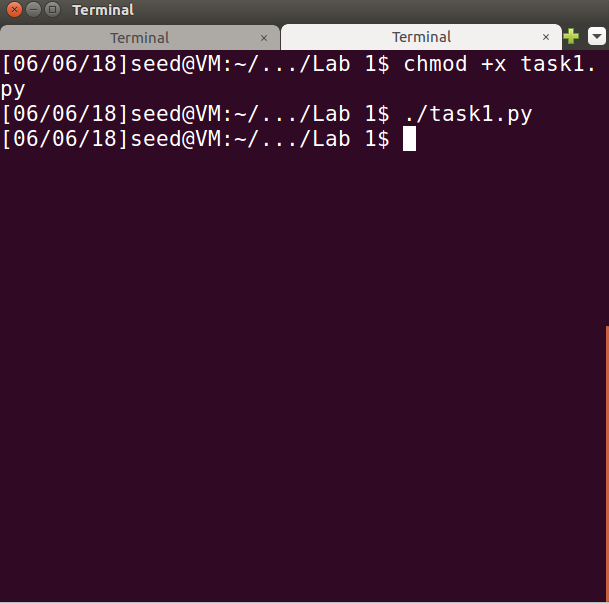 Terminal
Terminal ×
Terminal ×
[06/06/18]seed@VM:~/.../Lab 1$ chmod +x task1.
py
[06/06/18]seed@VM:~/.../Lab 1$ ./task1.py
[06/06/18]seed@VM:~/.../Lab 1$